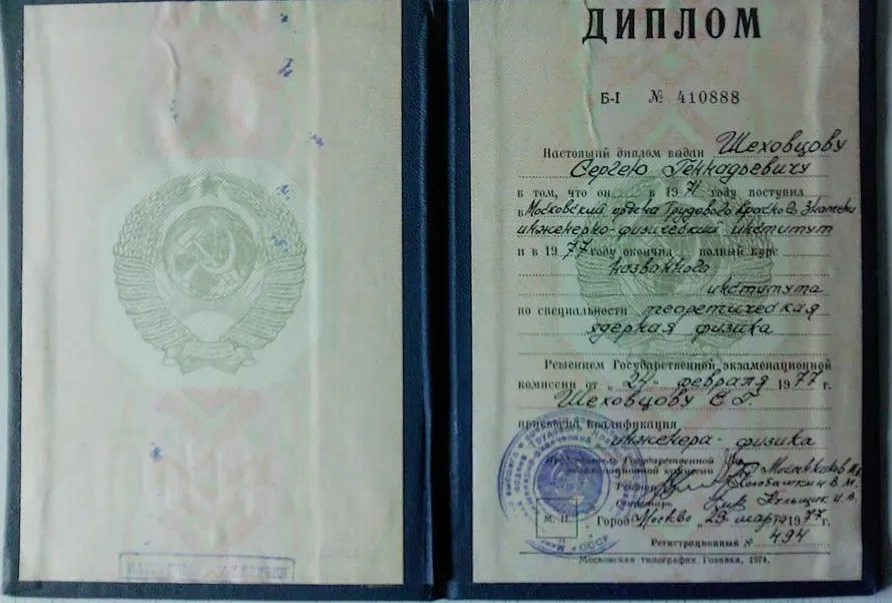 ДИПЛОМ
Б-I № 410888
Настоящий диплом выдан Шеховцову
Сергею Геннадьевичу
в том, что он в 1971 году поступил
в Московский ордена Трудового Красного Знамени
инженерно-физический институт
и в 1977 году окончил полный курс
названного
института
по специальности теоретическая
ядерная физика
Решением Государственной экзаменационной
комиссии от „24“ февраля 1977 г.
Шеховцову С.Г.
присвоена квалификация
инженера-физика
Председатель Государственной
экзаменационной комиссии
Ректор Колобашкин В.М.
Секретарь
М. П. Город Москва „23“ марта 1977 г.
Регистрационный № 494
Московская типография Гознака, 1974.